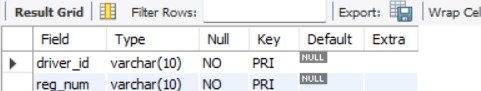 Result Grid Filter Rows: Export: Wrap Cel
Field Type Null Key Default Extra
driver_id varchar(10) NO PRI NULL
reg_num varchar(10) NO PRI NULL